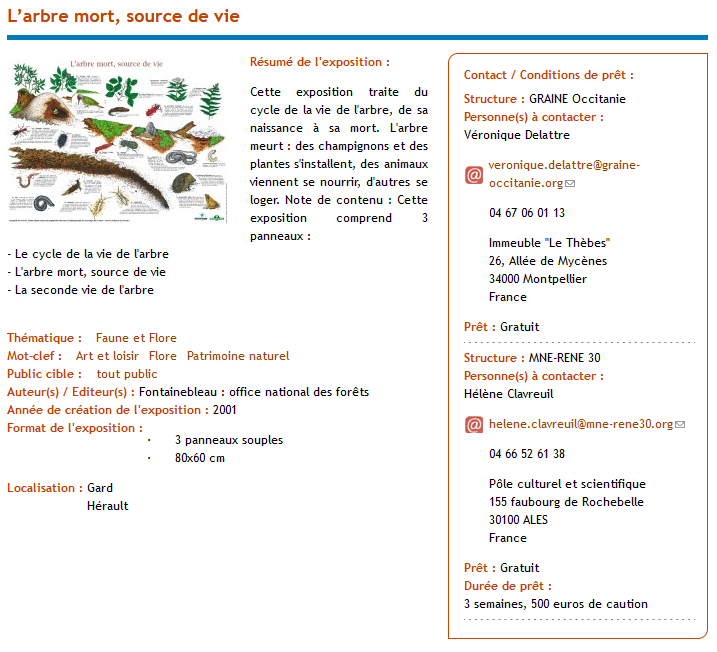 L'arbre mort, source de vie
L'arbre mort, source de vie
Résumé de l'exposition :
Cette exposition traite du
cycle de la vie de l'arbre, de sa
naissance à sa mort. L'arbre
meurt : des champignons et des
plantes s'installent, des animaux
viennent se nourrir, d'autres se
loger. Note de contenu : Cette
exposition comprend 3
panneaux :
- Le cycle de la vie de l'arbre
- L'arbre mort, source de vie
- La seconde vie de l'arbre
Thématique : Faune et Flore
Mot-clef : Art et loisir Flore Patrimoine naturel
Public cible : tout public
Auteur(s) / Editeur(s) : Fontainebleau : office national des forêts
Année de création de l'exposition : 2001
Format de l'exposition :
· 3 panneaux souples
· 80x60 cm
Localisation : Gard
Hérault
Contact / Conditions de prêt :
Structure : GRAINE Occitanie
Personne(s) à contacter :
Véronique Delattre
veronique.delattre@graine-
occitanie.org
04 67 06 01 13
Immeuble "Le Thèbes"
26, Allée de Mycènes
34000 Montpellier
France
Prêt : Gratuit
Structure : MNE-RENE 30
Personne(s) à contacter :
Hélène Clavreuil
helene.clavreuil@mne-rene30.org
04 66 52 61 38
Pôle culturel et scientifique
155 faubourg de Rochebelle
30100 ALES
France
Prêt : Gratuit
Durée de prêt :
3 semaines, 500 euros de caution